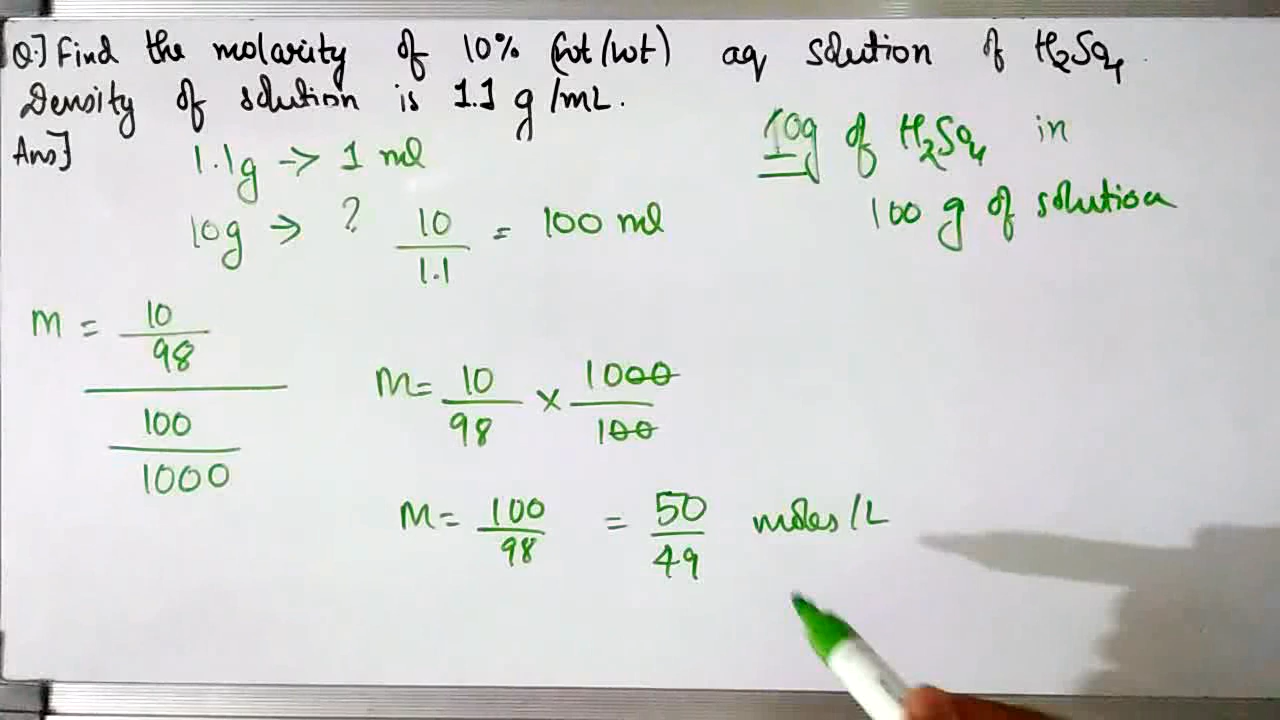 Q.] Find the molarity of 10% (wt/wt) aq solution of H₂SO₄.
Density of solution is 1.1 g/mL.
Ans]
1.1g → 1 ml
10g → ? 10/1.1 = 100 ml
10g of H₂SO₄ in
100 g of solution
M = 10/98
100/1000
M = 10/98 × 1000/100
M = 100/98 = 50/49 moles/L